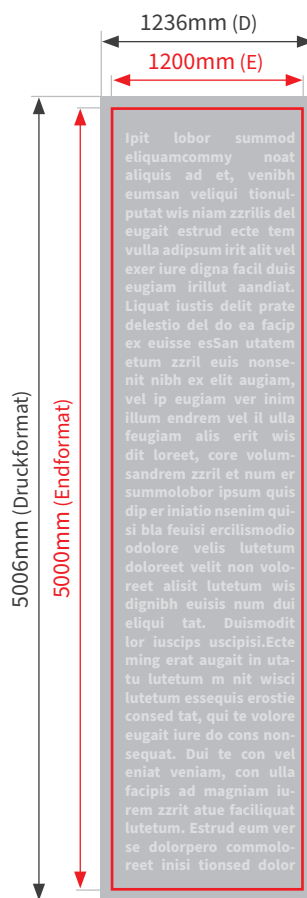 1236mm (D)
1200mm (E)
5006mm (Druckformat)
5000mm (Endformat)
Ipit lobor summod
eliquamcommy noat
aliquis ad et, venibh
eumsan veliqui tionul-
putat wis niam zzrilis del
eugait estrud ecte tem
vulla adipsum irit alit vel
exer iure digna facil duis
eugiam irillut aandiat.
Liquat iustis delit prate
delestio del do ea facip
ex euisse esSan utatem
etum zzril euis nonse-
nit nibh ex elit augiam,
vel ip eugiam ver inim
illum endrem vel il ulla
feugiam alis erit wis
dit loreet, core volum-
sandrem zzril et num er
summolobor ipsum quis
dip er iniatio nsenim qui-
si bla feuisi ercilismodio
odolore velis lutetum
doloreet velit non volo-
reet alisit lutetum wis
dignibh euisis num dui
eliqui tat. Duismodit
lor iuscips uscipisi.Ecte
ming erat augait in uta-
tu lutetum m nit wisci
lutetum essequis erostie
consed tat, qui te volore
eugait iure do cons non-
sequat. Dui te con vel
eniat veniam, con ulla
facipis ad magniam iu-
rem zzrit atue faciliquat
lutetum. Estrud eum ver
se dolorpero commolo-
reet inisi tionsed dolor